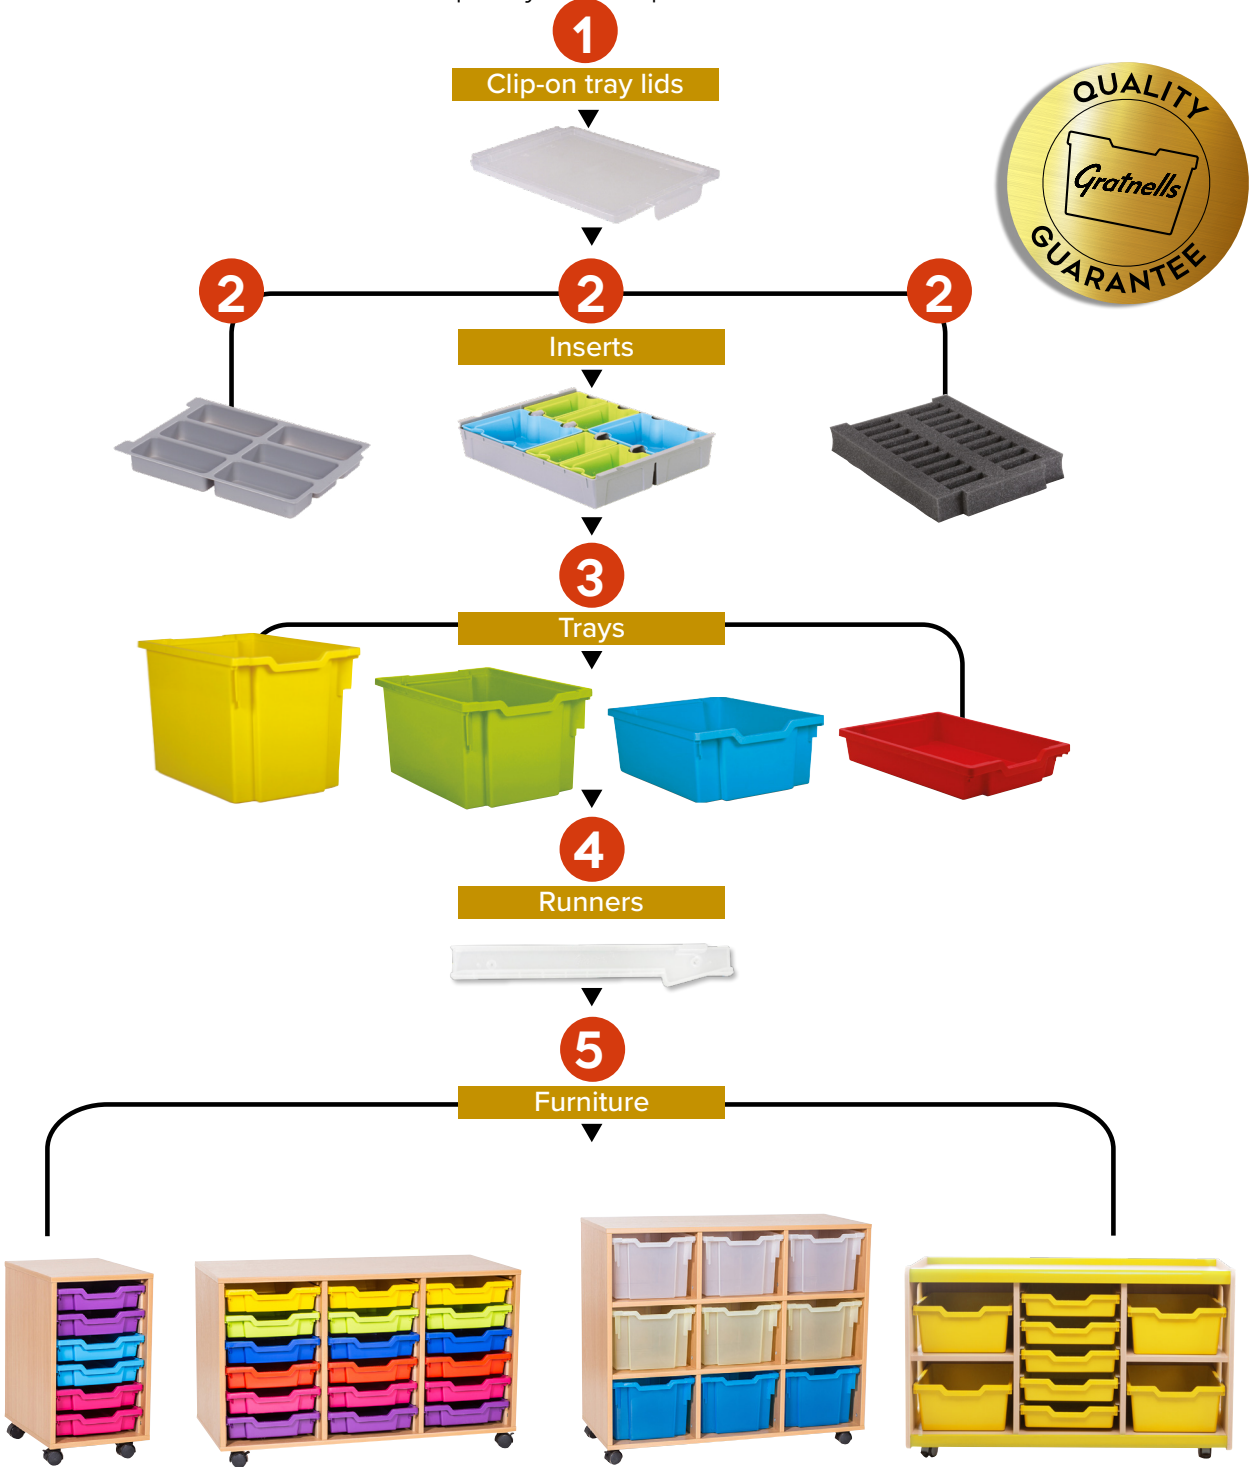 1
Clip-on tray lids
QUALITY
Gratnells
GUARANTEE
2
2
2
Inserts
3
Trays
4
Runners
5
Furniture